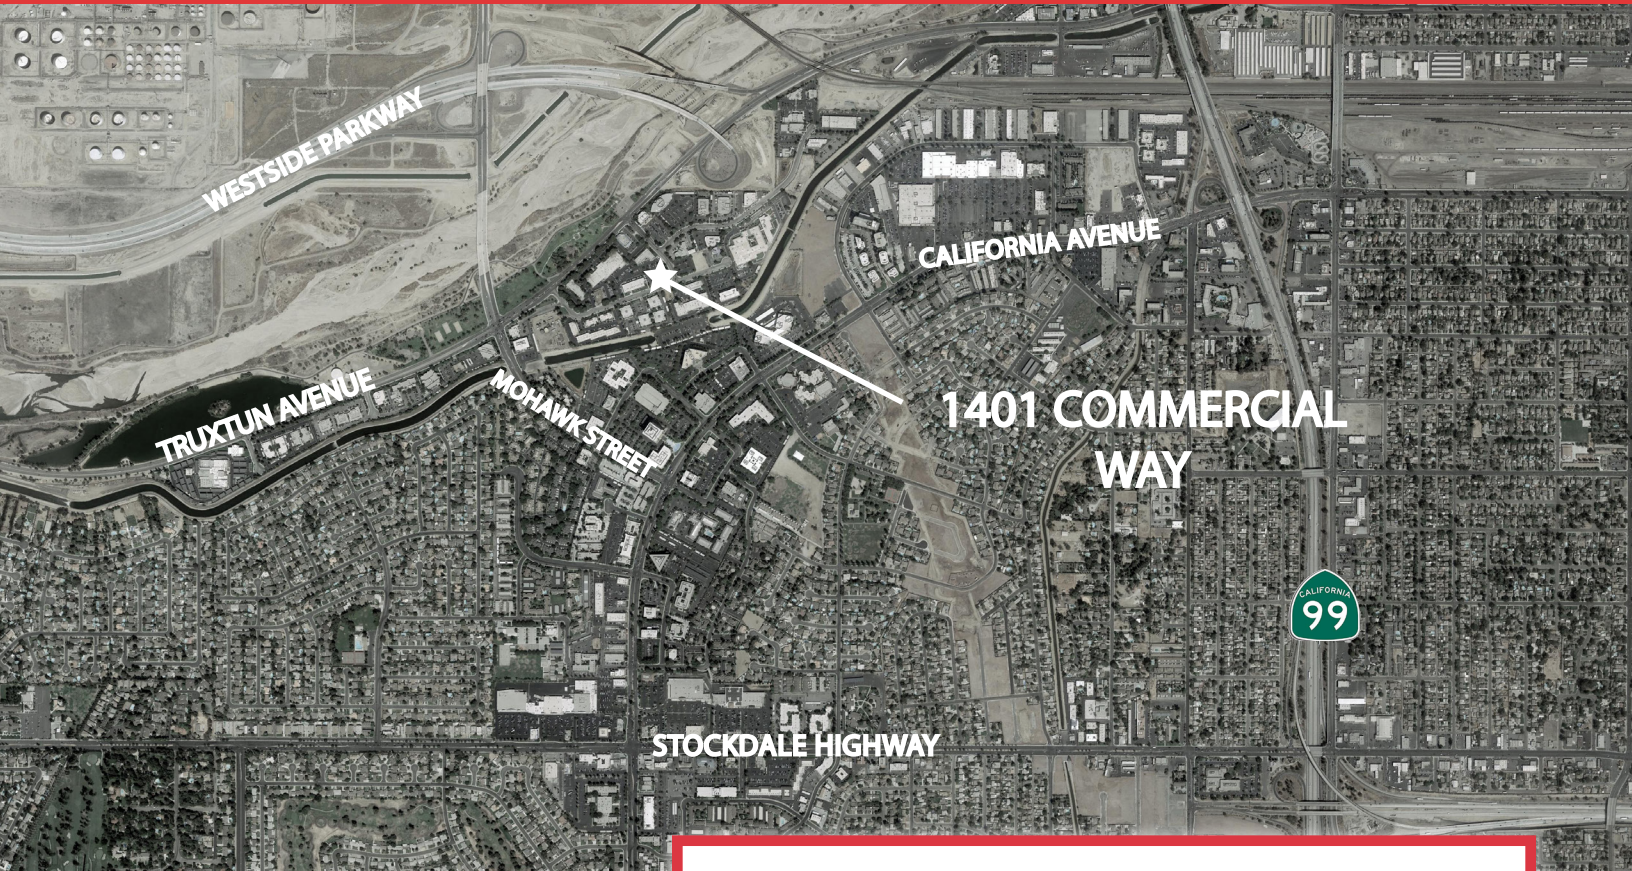 WESTSIDE PARKWAY
CALIFORNIA AVENUE
TRUXTUN AVENUE
MOHAWK STREET
1401 COMMERCIAL
WAY
CALIFORNIA
99
STOCKDALE HIGHWAY